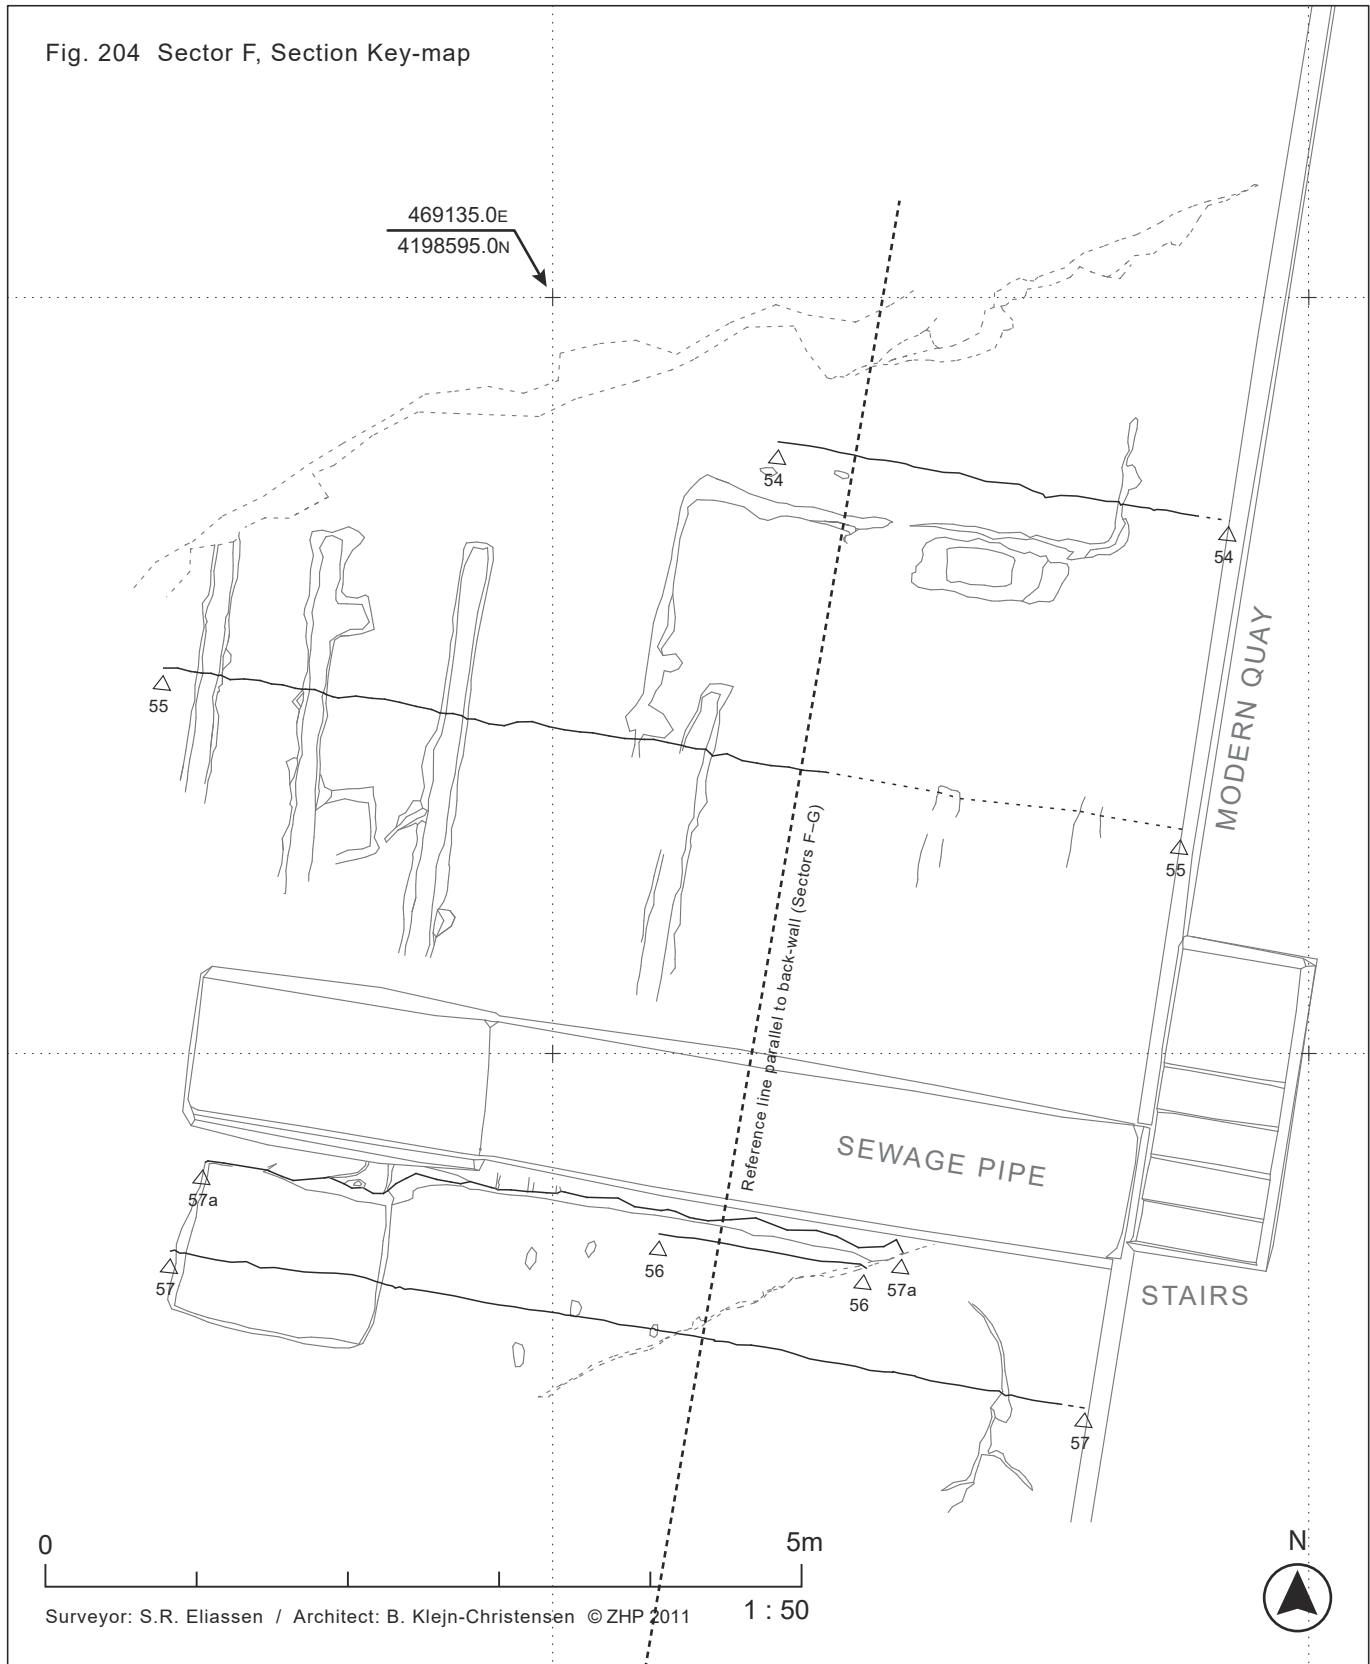 Fig. 204 Sector F, Section Key-map
469135.0E
4198595.0N
54
54
MODERN QUAY
55
55
Reference line parallel to back-wall (Sectors F–G)
SEWAGE PIPE
57a
56
57
56
57a
STAIRS
57
0
5m
N
Surveyor: S.R. Eliassen / Architect: B. Klejn-Christensen © ZHP 2011
1 : 50